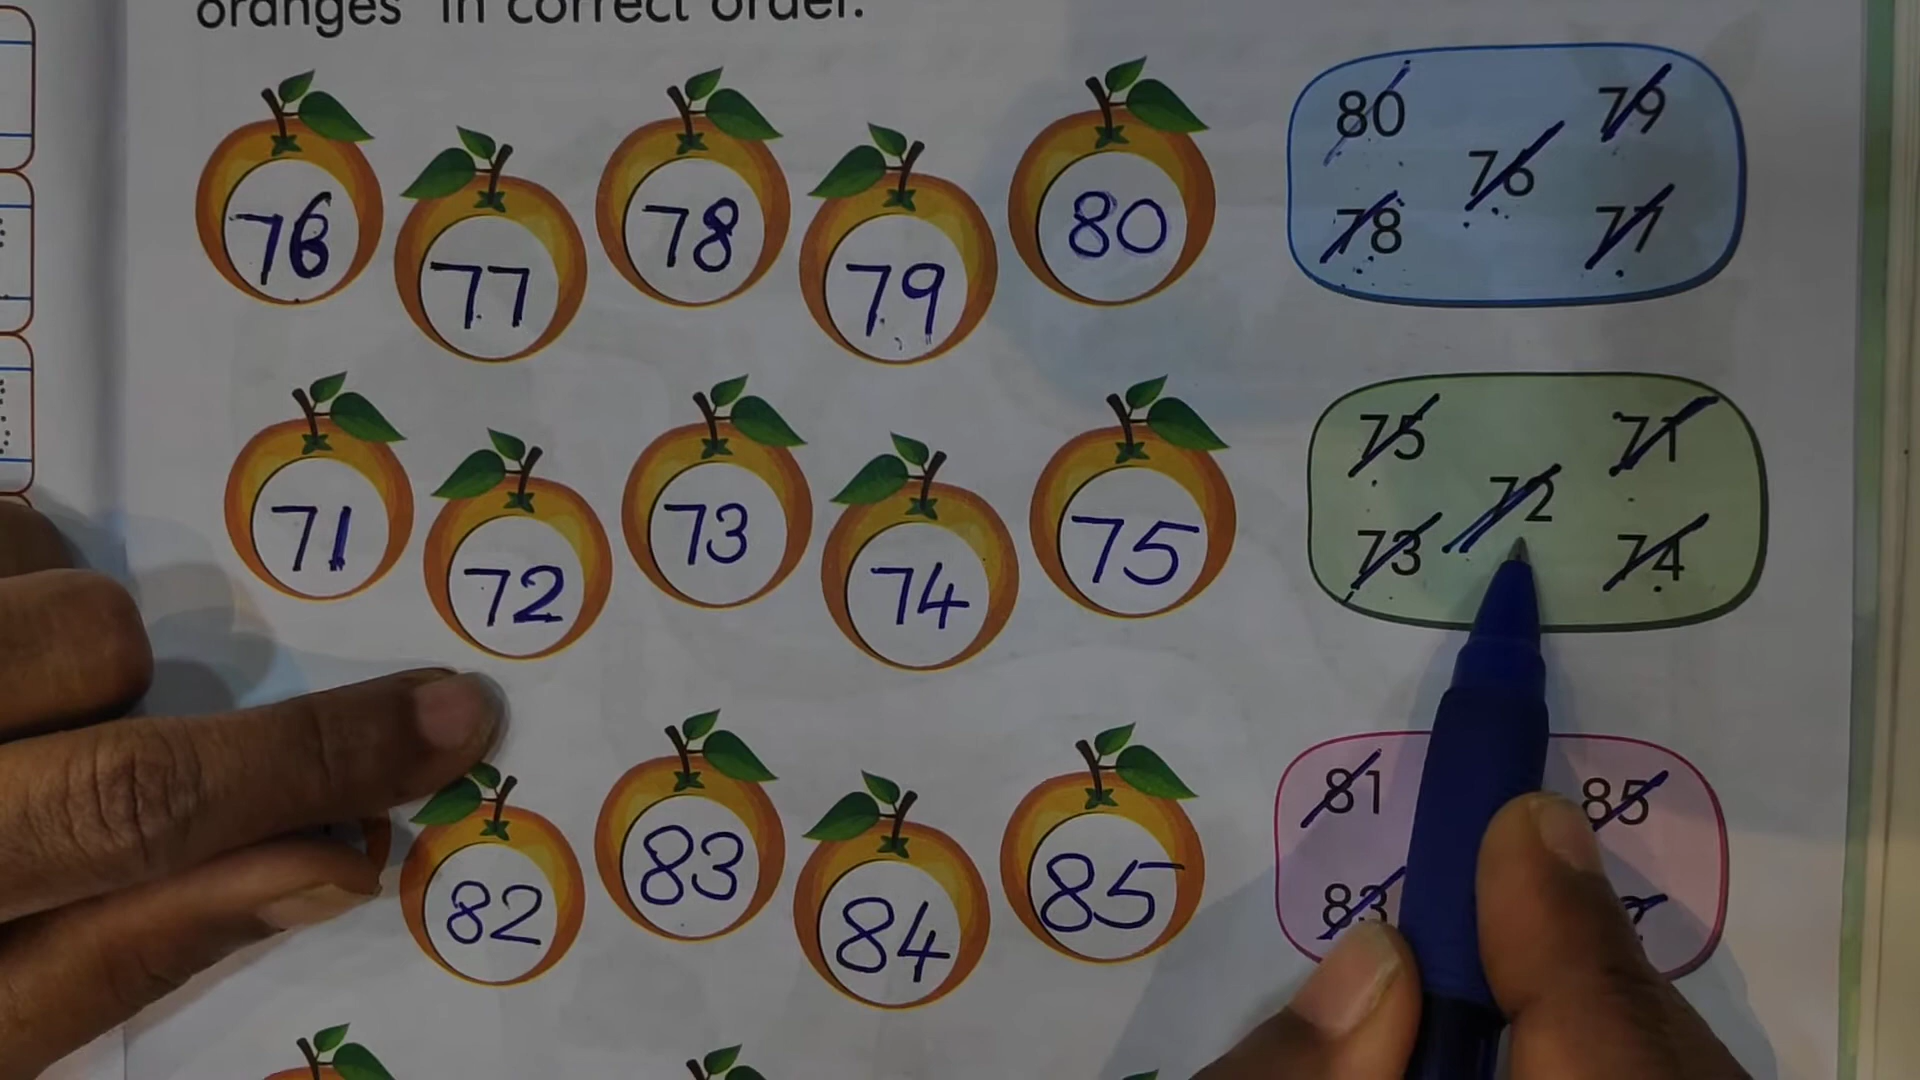 oranges in correct order.
76 77 78 79 80
80 79
76
78 77
71 72 73 74 75
75 71
72
73 74
82 83 84 85
81 85
83